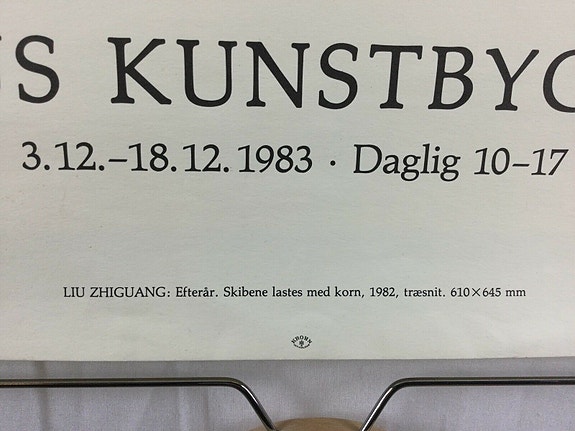 S KUNSTBYG
3.12.–18.12.1983 · Daglig 10–17
LIU ZHIGUANG: Efterår. Skibene lastes med korn, 1982, træsnit. 610×645 mm